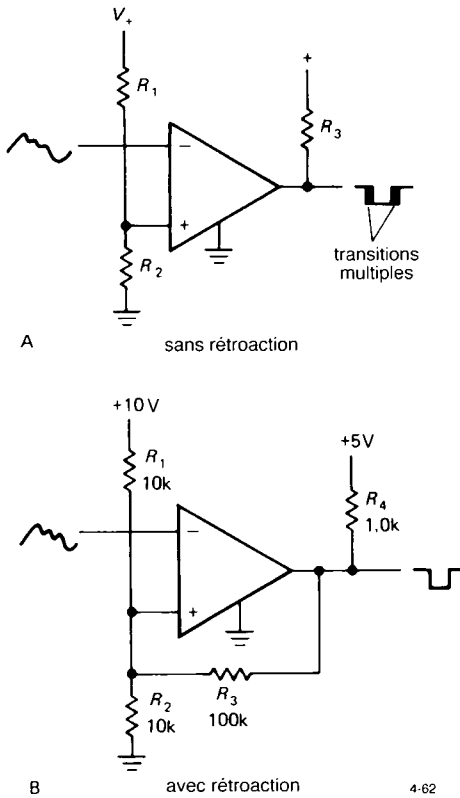 V+
R1
+
R3
−
+
R2
transitions
multiples
A
sans rétroaction
+10 V
R1
10k
+5V
R4
1,0k
−
+
R2
10k
R3
100k
B
avec rétroaction
4-62